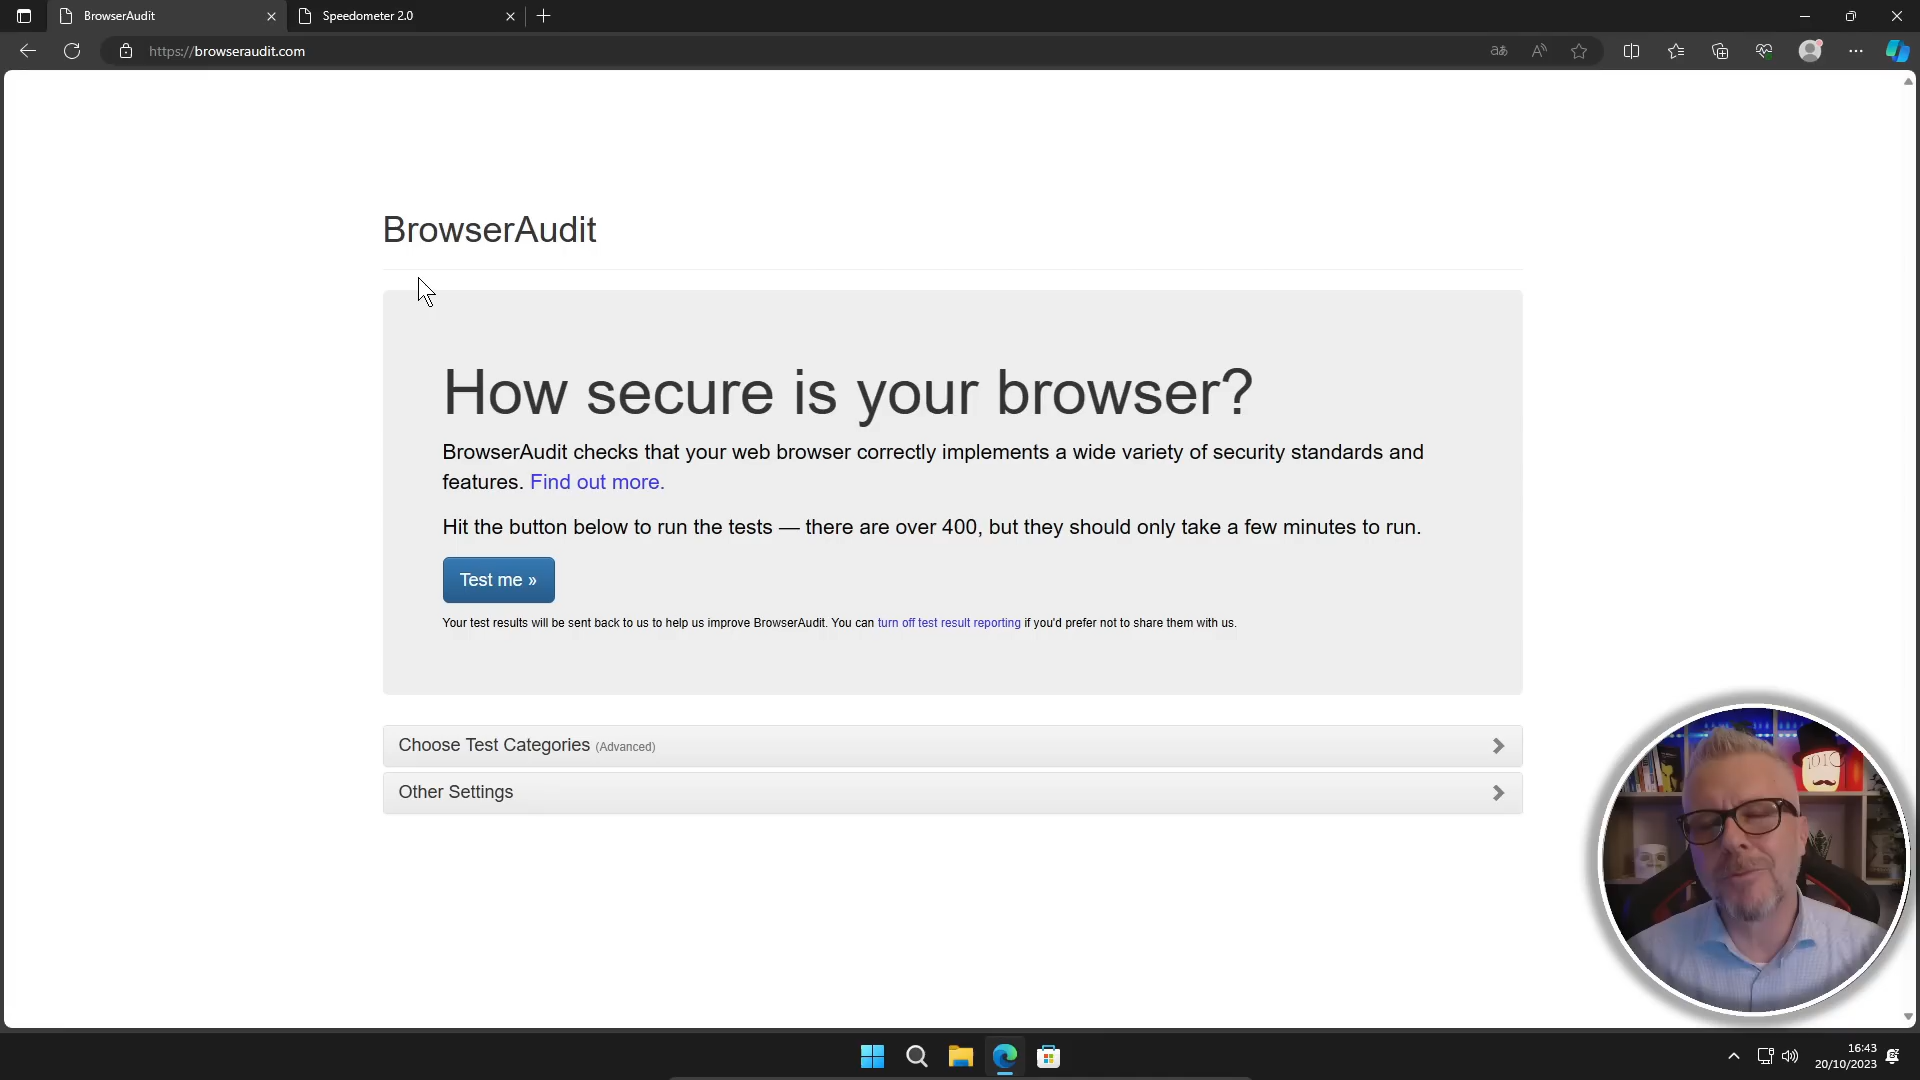 BrowserAudit
Speedometer 2.0
https://browseraudit.com
BrowserAudit
How secure is your browser?
BrowserAudit checks that your web browser correctly implements a wide variety of security standards and
features. Find out more.
Hit the button below to run the tests — there are over 400, but they should only take a few minutes to run.
Test me »
Your test results will be sent back to us to help us improve BrowserAudit. You can turn off test result reporting if you'd prefer not to share them with us.
Choose Test Categories (Advanced)
Other Settings
16:43
20/10/2023